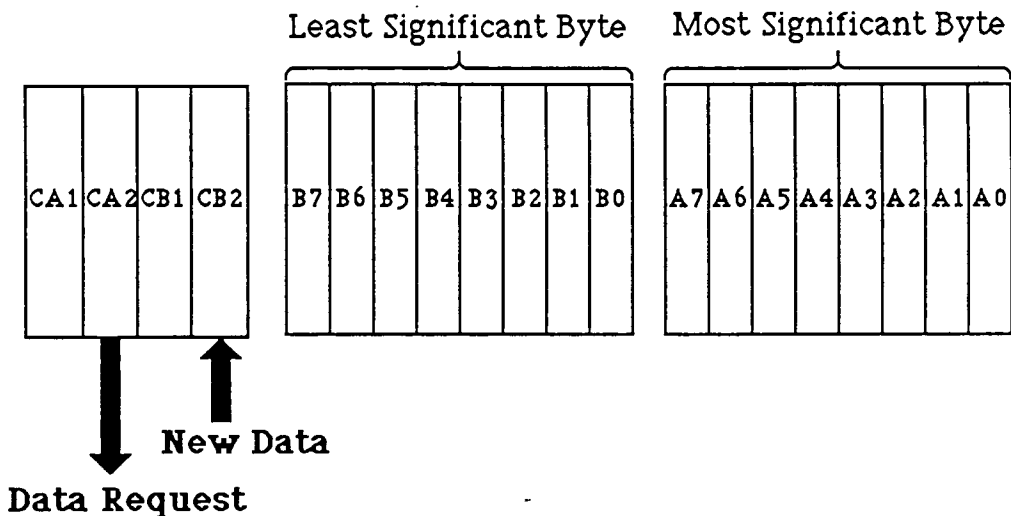 Least Significant Byte Most Significant Byte
CA1 CA2 CB1 CB2 B7 B6 B5 B4 B3 B2 B1 B0 A7 A6 A5 A4 A3 A2 A1 A0
New Data
Data Request